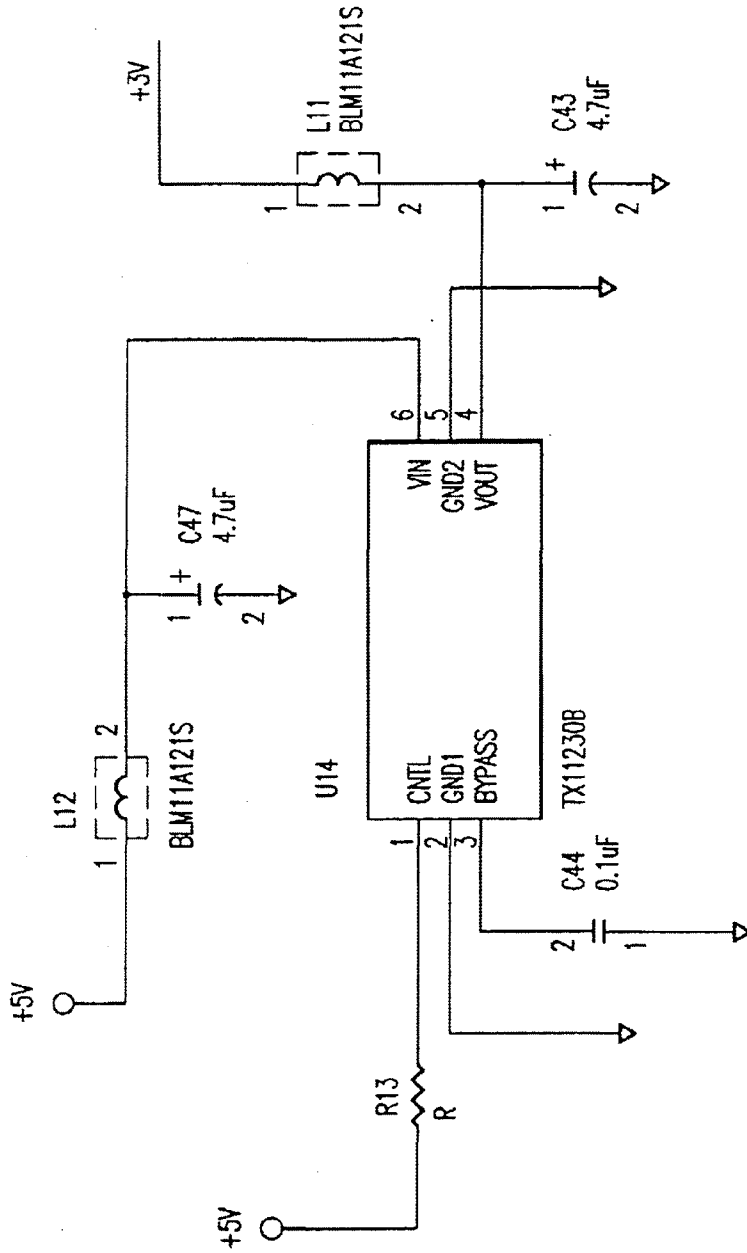 +5V
L12
1
2
BLM11A121S
C47
4.7uF
1
+
2
+3V
L11
BLM11A121S
1
2
C43
4.7uF
1
+
2
+5V
R13
R
U14
1
2
3
CNTL
GND1
BYPASS
VIN
GND2
VOUT
6
5
4
TX11230B
C44
0.1uF
2
1